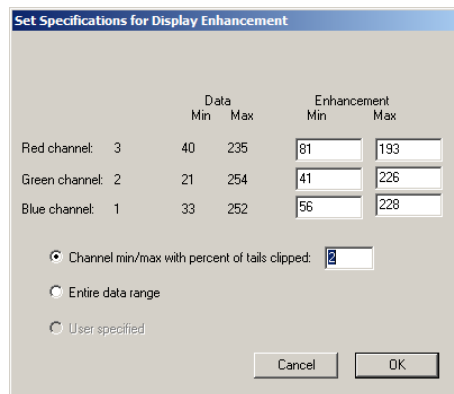 Set Specifications for Display Enhancement
Data Enhancement
Min Max Min Max
Red channel: 3 40 235 81 193
Green channel: 2 21 254 41 226
Blue channel: 1 33 252 56 228
Channel min/max with percent of tails clipped: 2
Entire data range
User specified
Cancel OK